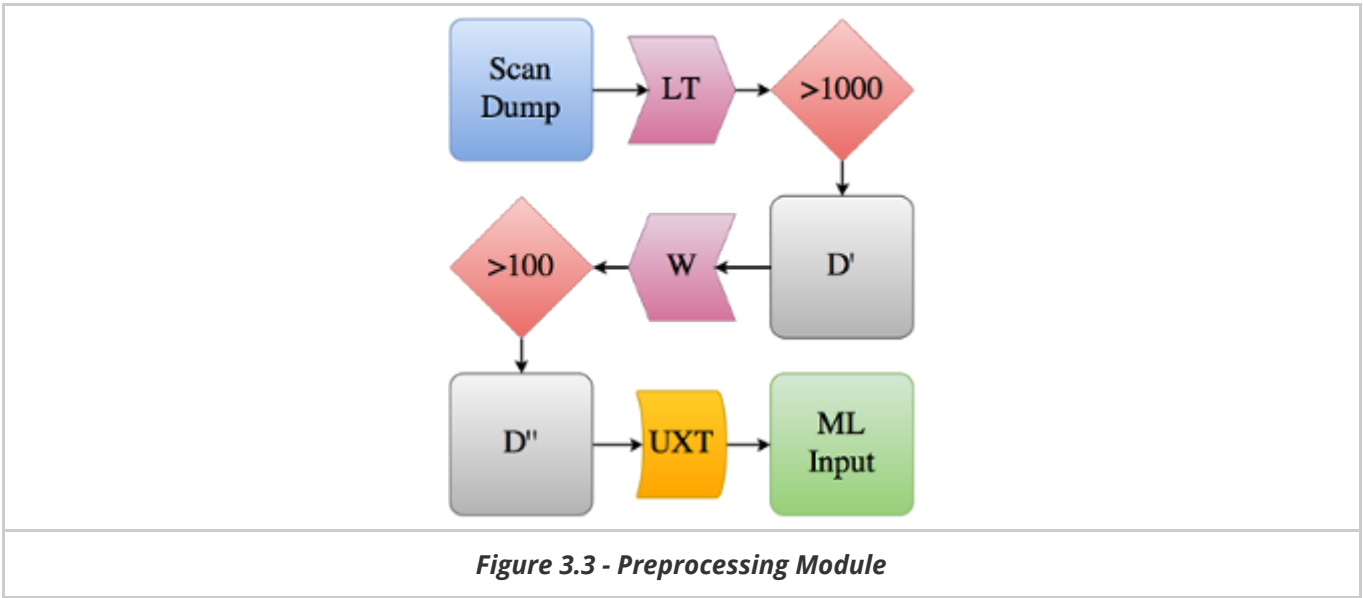 Scan
Dump
LT
>1000
D'
W
>100
D"
UXT
ML
Input
Figure 3.3 - Preprocessing Module